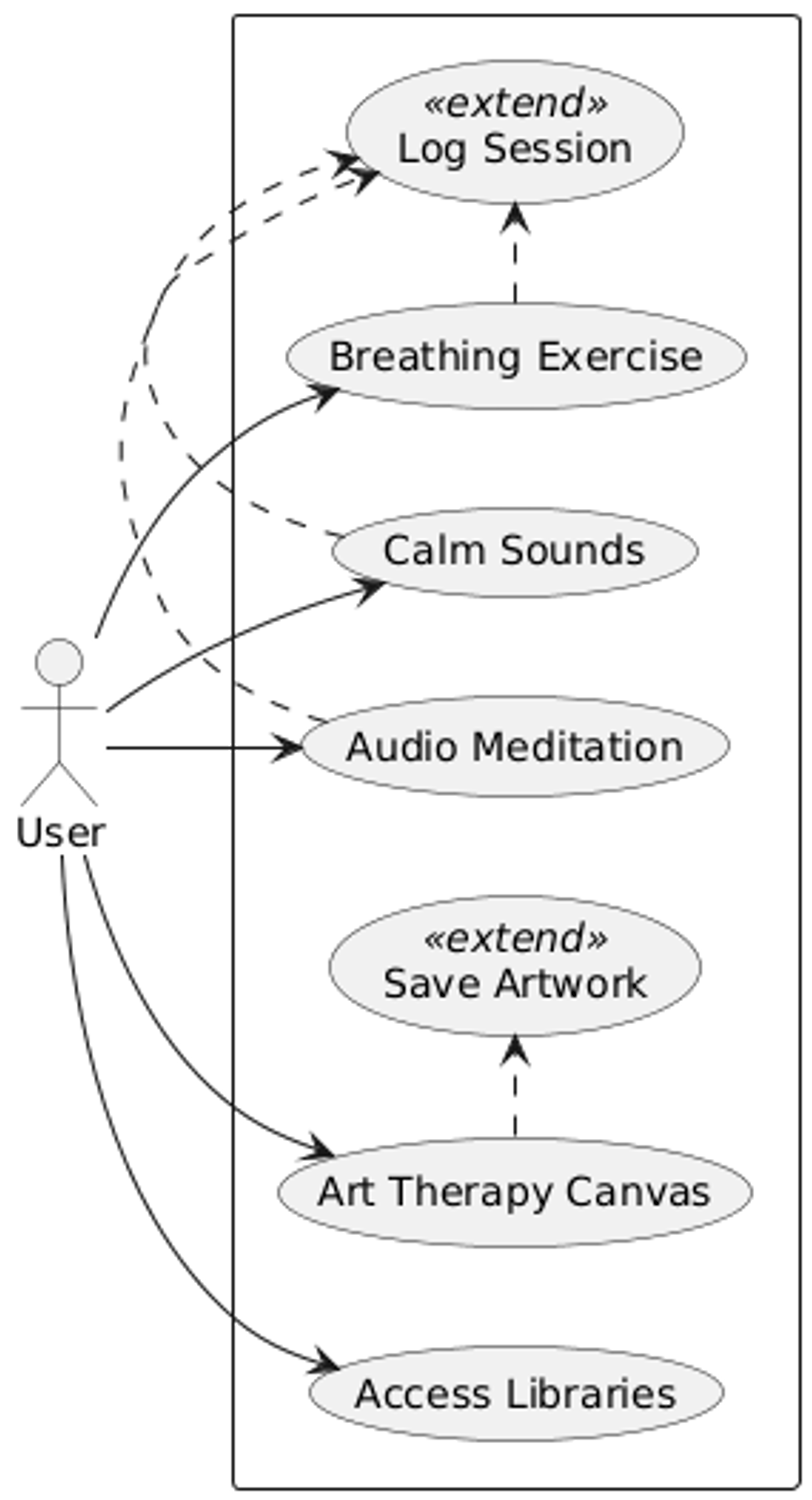 «extend»
Log Session
Breathing Exercise
Calm Sounds
Audio Meditation
User
«extend»
Save Artwork
Art Therapy Canvas
Access Libraries